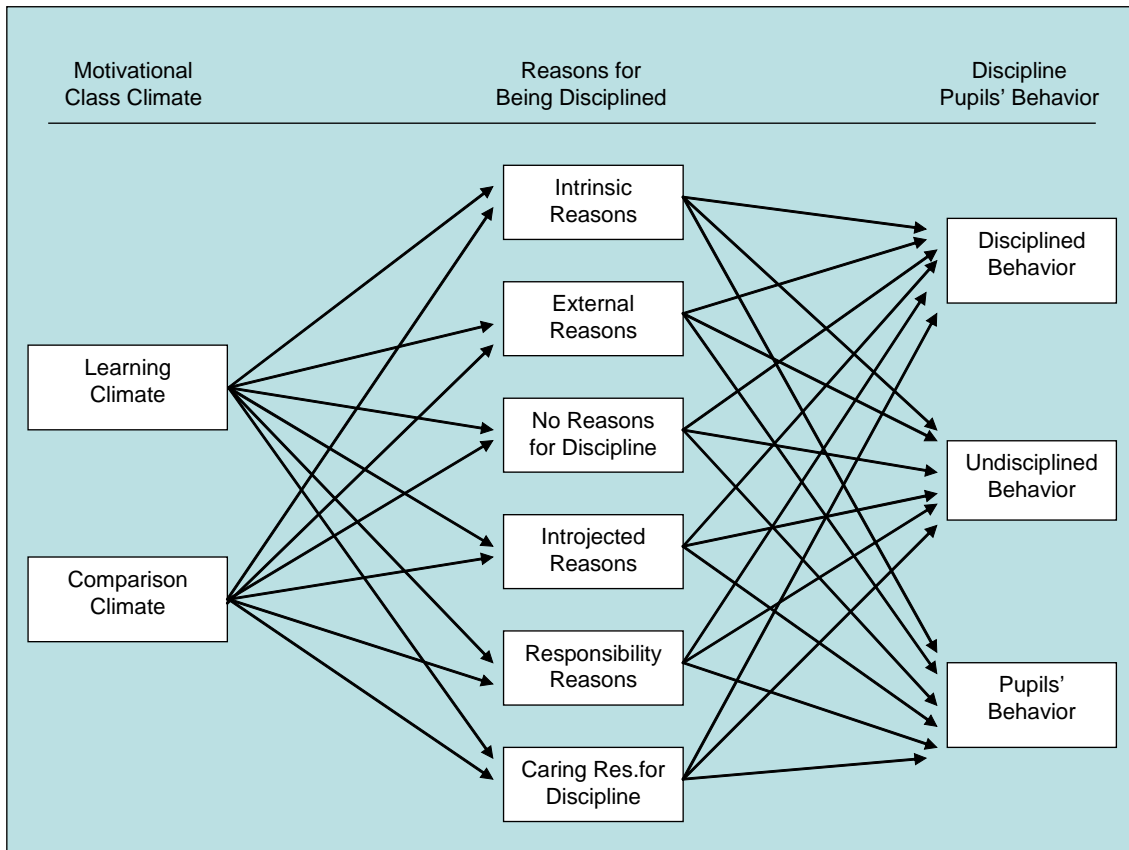 Motivational
Class Climate
Reasons for
Being Disciplined
Discipline
Pupils' Behavior
Learning
Climate
Comparison
Climate
Intrinsic
Reasons
External
Reasons
No Reasons
for Discipline
Introjected
Reasons
Responsibility
Reasons
Caring Res.for
Discipline
Disciplined
Behavior
Undisciplined
Behavior
Pupils'
Behavior